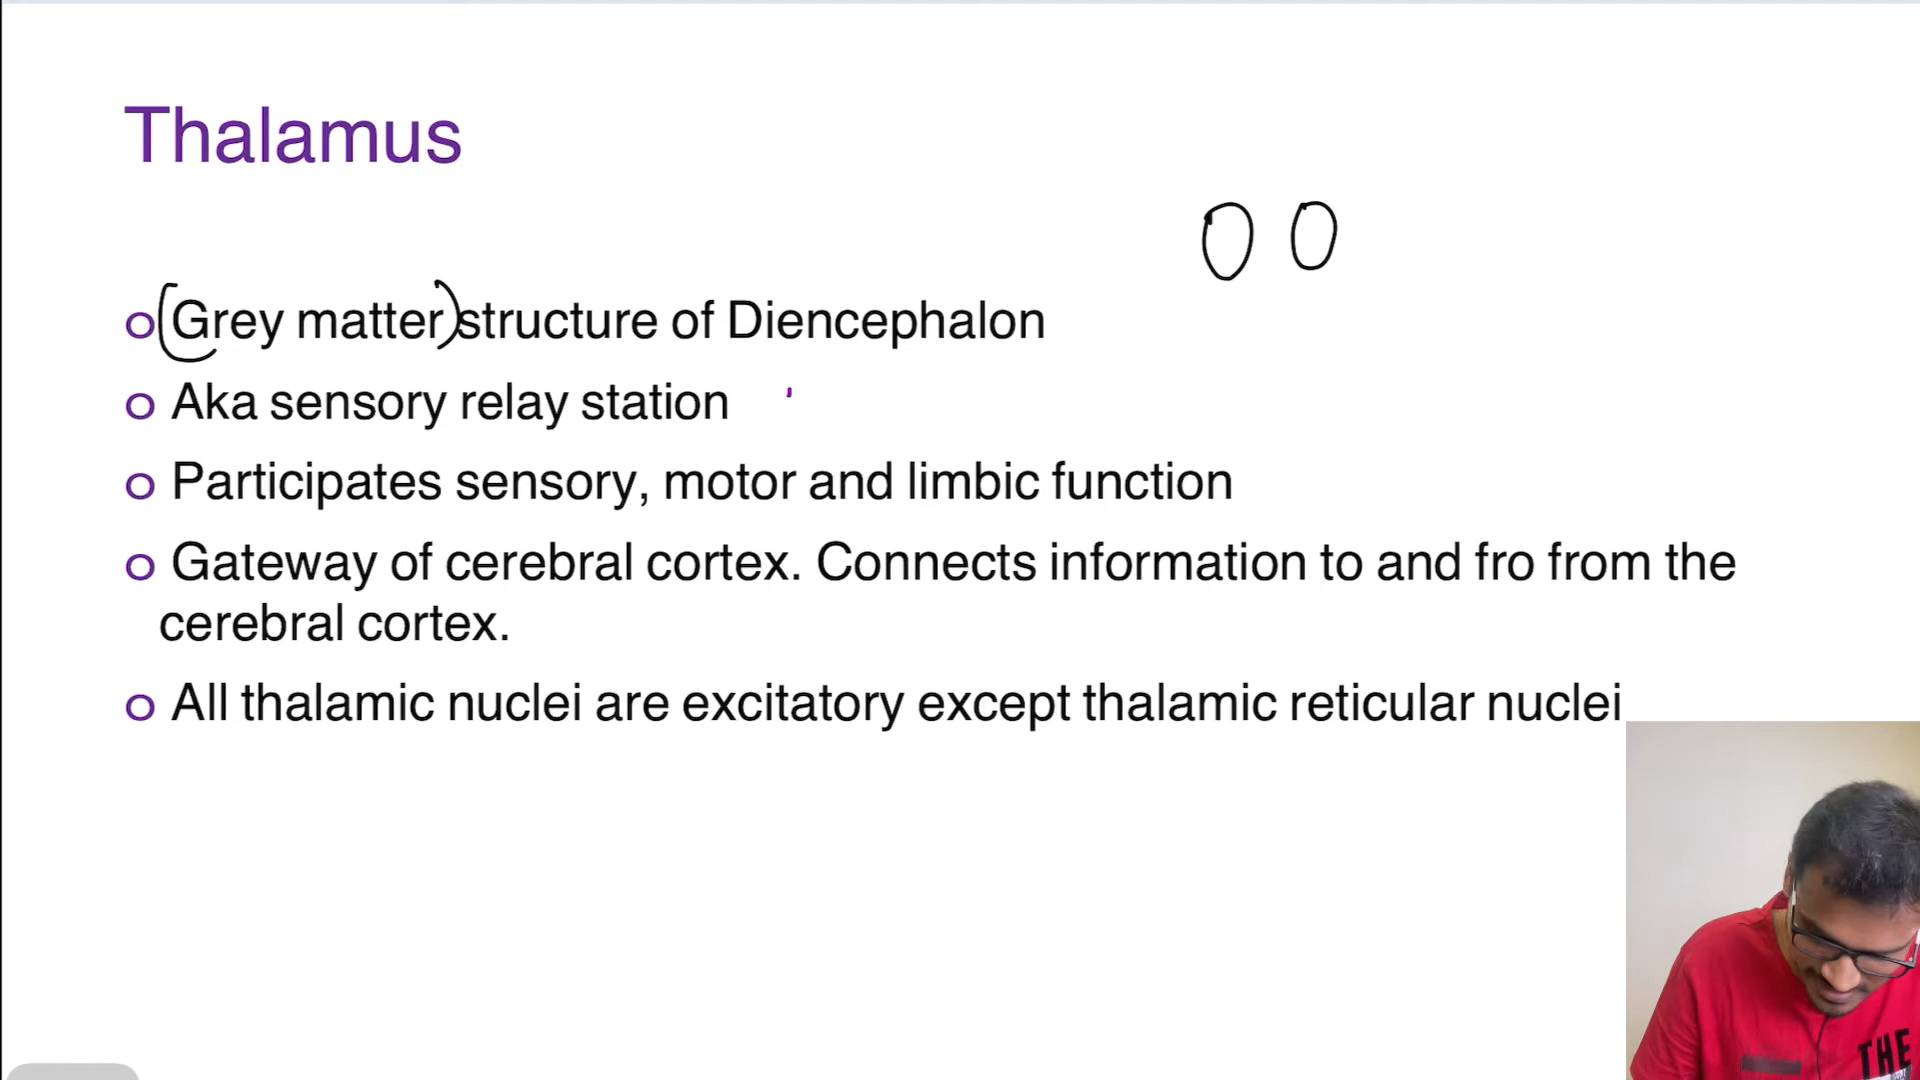 Thalamus
Grey matter structure of Diencephalon
Aka sensory relay station
Participates sensory, motor and limbic function
Gateway of cerebral cortex. Connects information to and fro from the
cerebral cortex.
All thalamic nuclei are excitatory except thalamic reticular nuclei
THE